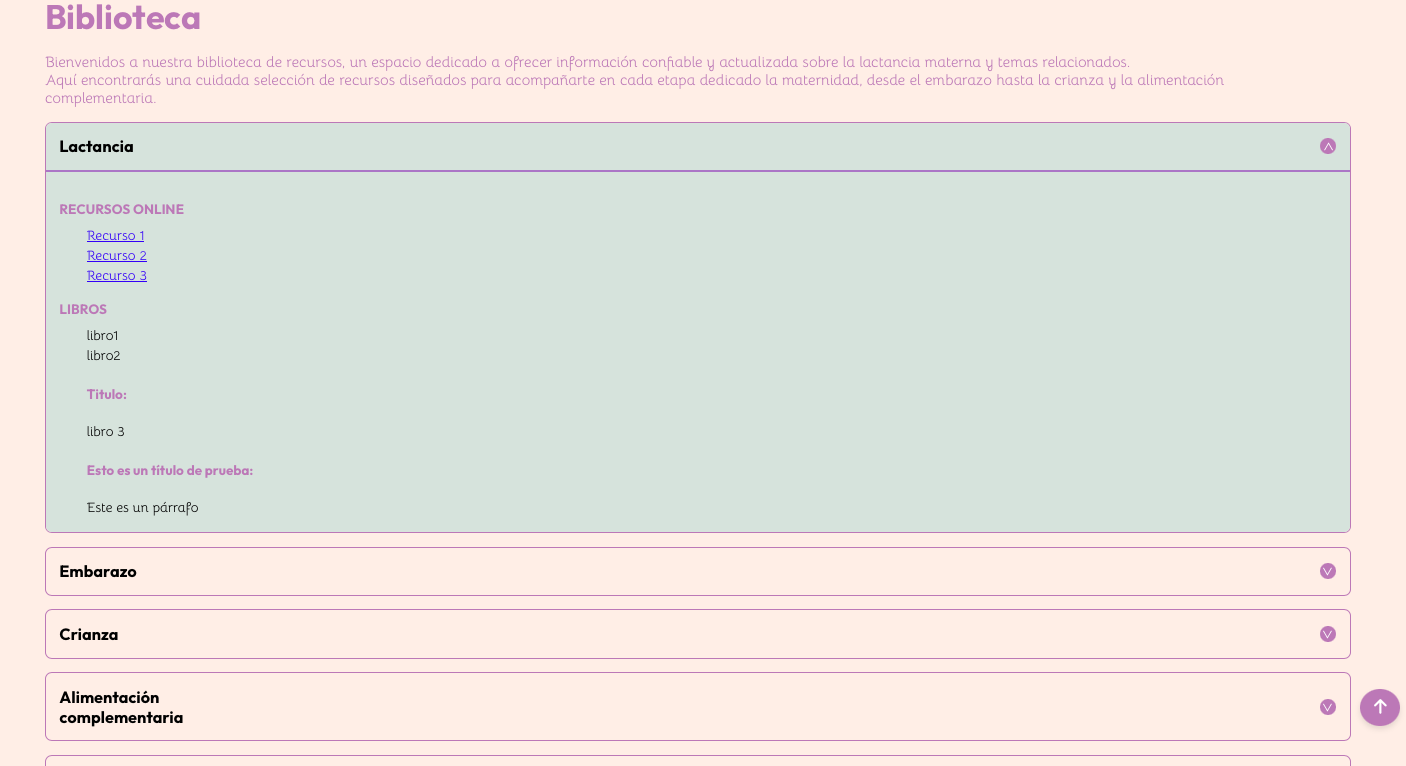 Biblioteca
Bienvenidos a nuestra biblioteca de recursos, un espacio dedicado a ofrecer información confiable y actualizada sobre la lactancia materna y temas relacionados.
Aquí encontrarás una cuidada selección de recursos diseñados para acompañarte en cada etapa dedicado la maternidad, desde el embarazo hasta la crianza y la alimentación
complementaria.
Lactancia
RECURSOS ONLINE
Recurso 1
Recurso 2
Recurso 3
LIBROS
libro1
libro2
Titulo:
libro 3
Esto es un título de prueba:
Este es un párrafo
Embarazo
Crianza
Alimentación
complementaria